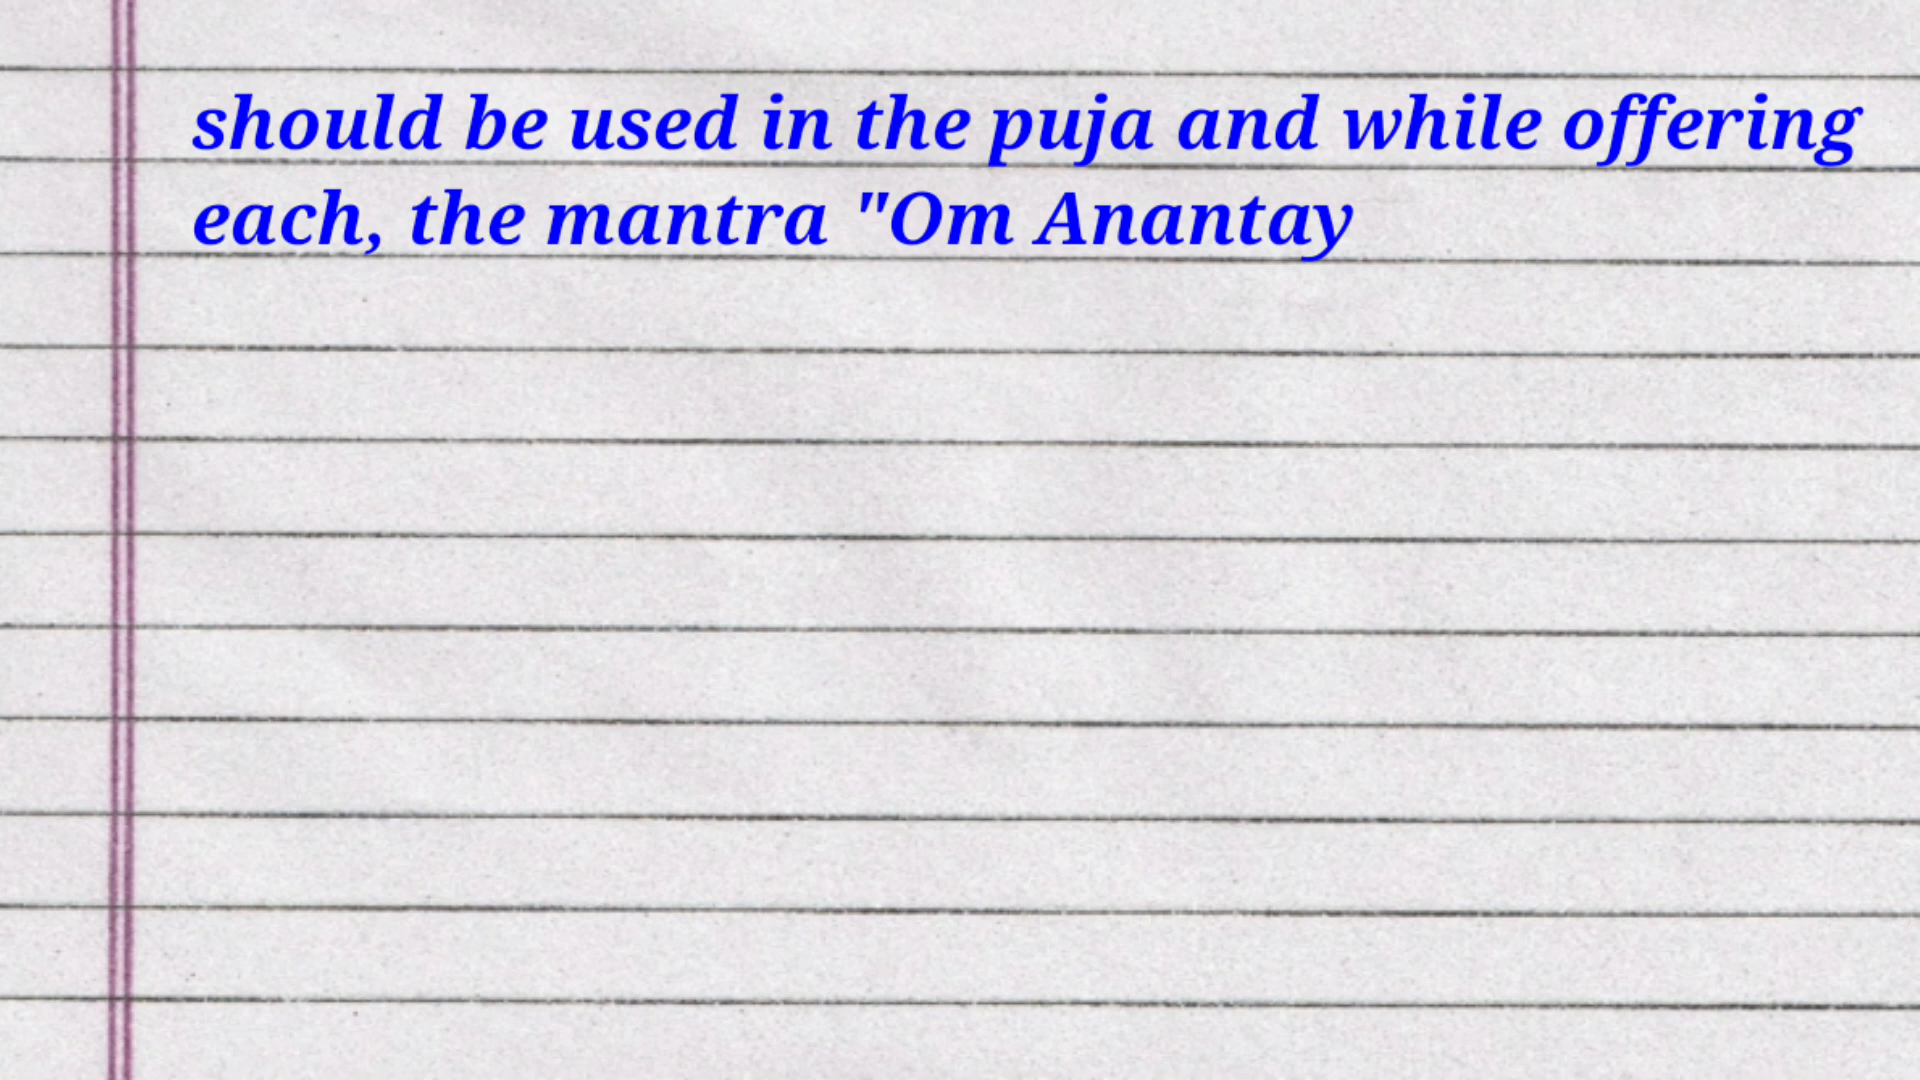 should be used in the puja and while offering
each, the mantra "Om Anantay